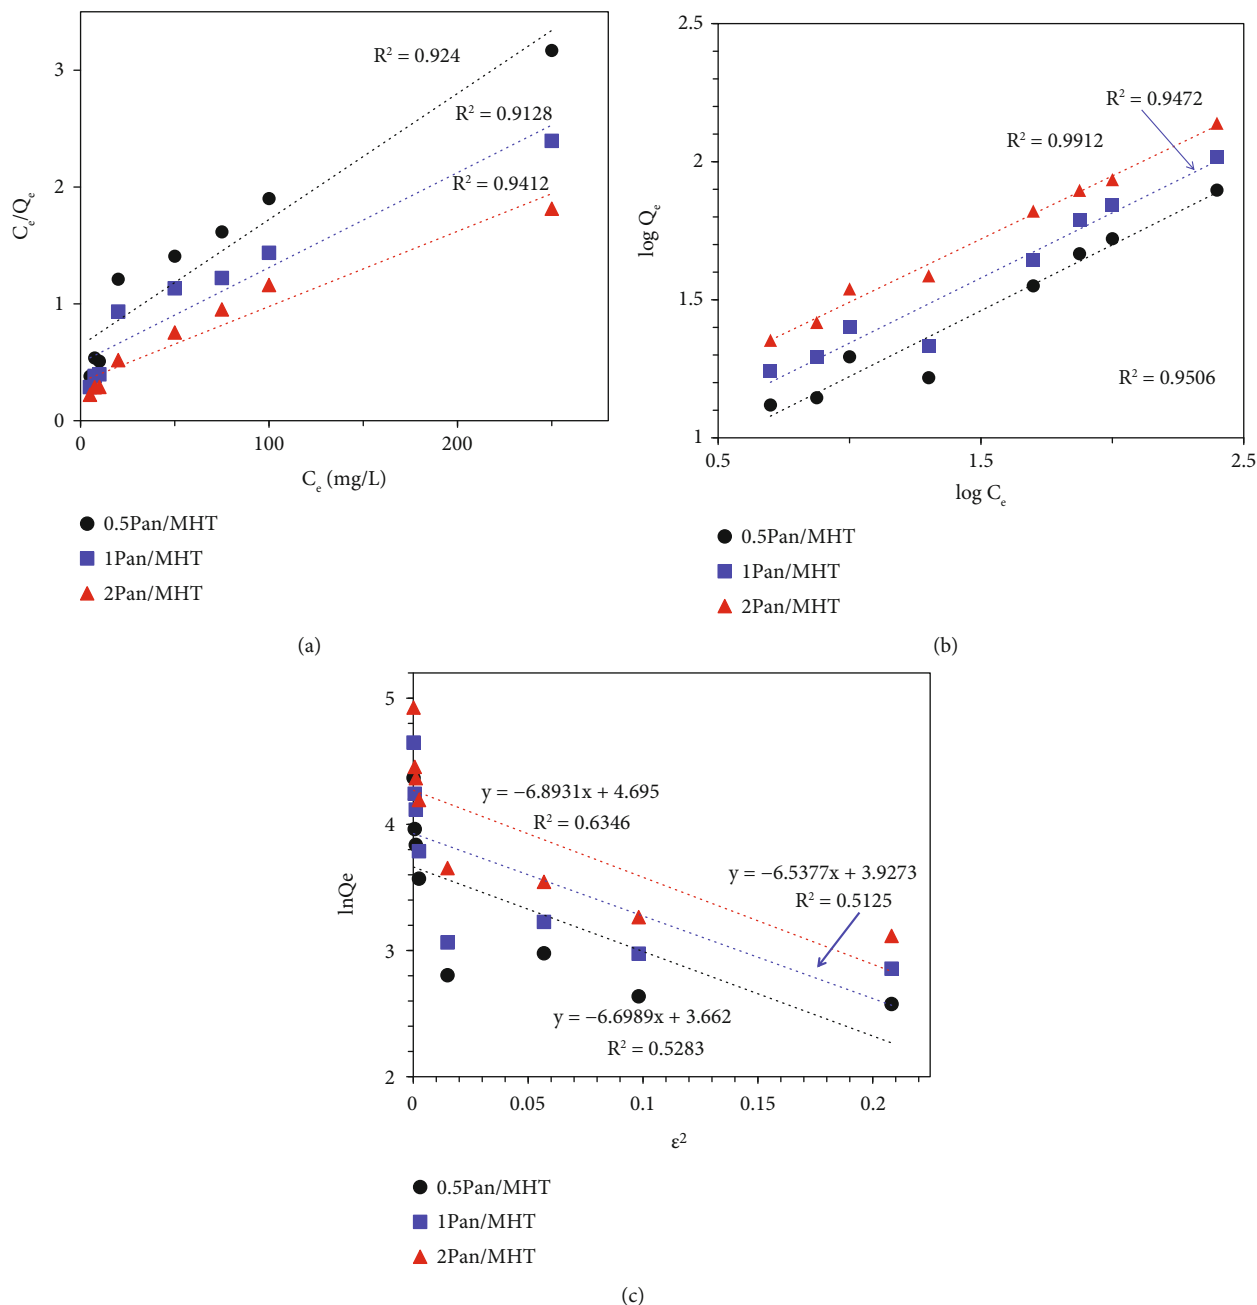 3
2
1
0
C_e/Q_e
R² = 0.924
R² = 0.9128
R² = 0.9412
0
100
200
C_e (mg/L)
0.5Pan/MHT
1Pan/MHT
2Pan/MHT
(a)
2.5
2
1.5
1
log Q_e
R² = 0.9472
R² = 0.9912
R² = 0.9506
0.5
1.5
2.5
log C_e
0.5Pan/MHT
1Pan/MHT
2Pan/MHT
(b)
5
4
3
2
lnQe
y = −6.8931x + 4.695
R² = 0.6346
y = −6.5377x + 3.9273
R² = 0.5125
y = −6.6989x + 3.662
R² = 0.5283
0
0.05
0.1
0.15
0.2
ε²
0.5Pan/MHT
1Pan/MHT
2Pan/MHT
(c)